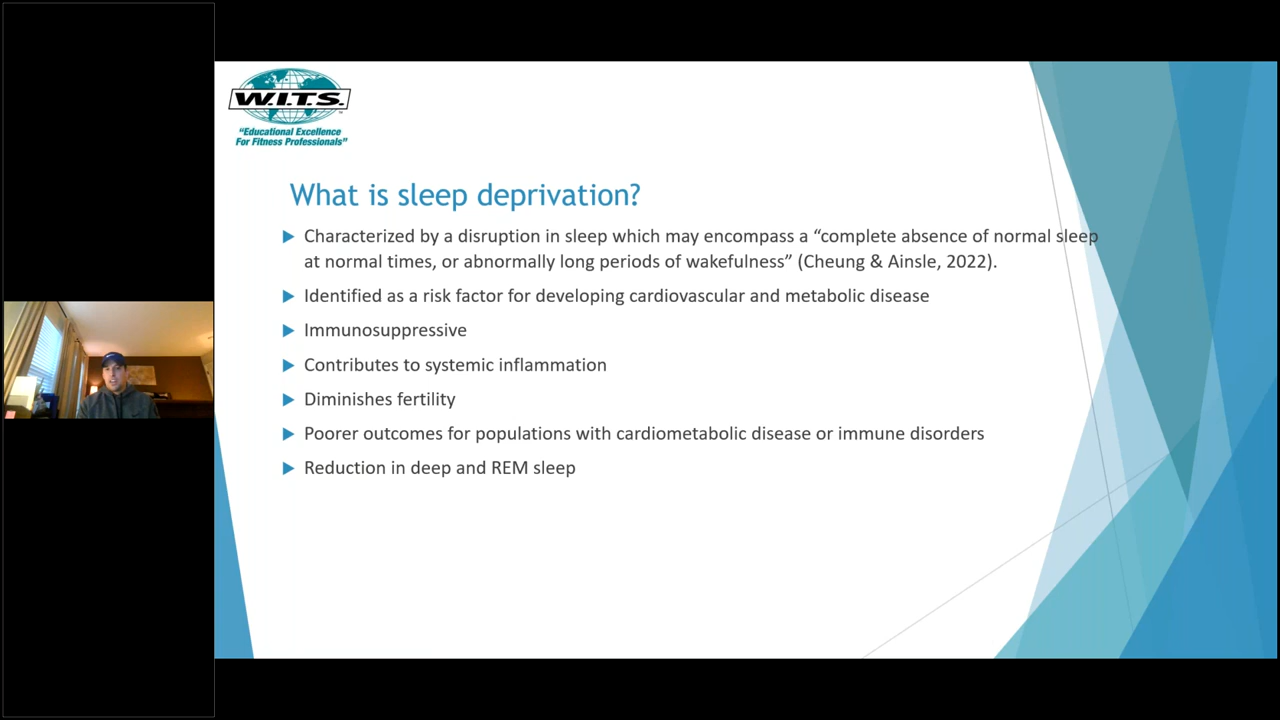 W.I.T.S.
"Educational Excellence
For Fitness Professionals"
What is sleep deprivation?
Characterized by a disruption in sleep which may encompass a “complete absence of normal sleep
at normal times, or abnormally long periods of wakefulness” (Cheung & Ainsle, 2022).
Identified as a risk factor for developing cardiovascular and metabolic disease
Immunosuppressive
Contributes to systemic inflammation
Diminishes fertility
Poorer outcomes for populations with cardiometabolic disease or immune disorders
Reduction in deep and REM sleep